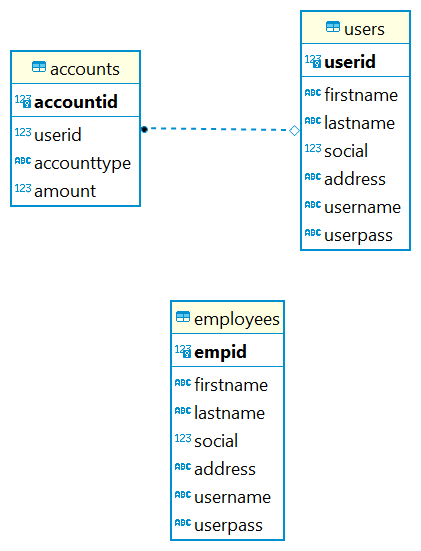 accounts
123 accountid
123 userid
ABC accounttype
123 amount
users
123 userid
ABC firstname
ABC lastname
123 social
ABC address
ABC username
ABC userpass
employees
123 empid
ABC firstname
ABC lastname
123 social
ABC address
ABC username
ABC userpass